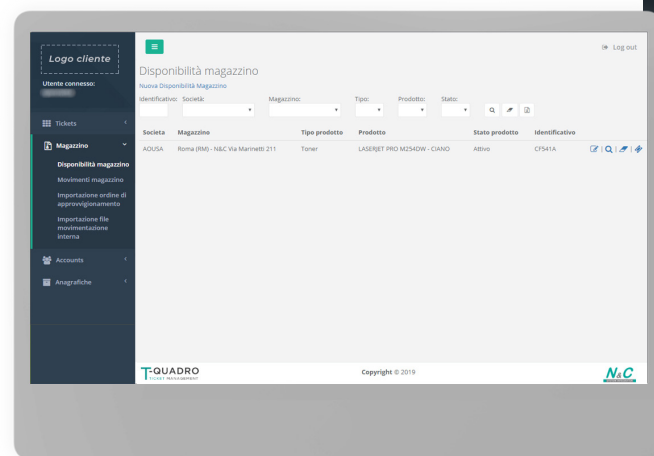 Logo cliente
Utente connesso:
Tickets
Magazzino
Disponibilità magazzino
Movimenti magazzino
Importazione ordine di
approvvigionamento
Importazione file
movimentazione
interna
Accounts
Anagrafiche
Log out
Disponibilità magazzino
Nuova Disponibilità Magazzino
Identificativo: Società: Magazzino: Tipo: Prodotto: Stato:
Societa Magazzino Tipo prodotto Prodotto Stato prodotto Identificativo
AOUSA Roma (RM) - N&C Via Marinetti 211 Toner LASERJET PRO M254DW - CIANO Attivo CF541A
T-QUADRO
TICKET MANAGEMENT
Copyright © 2019
N&C